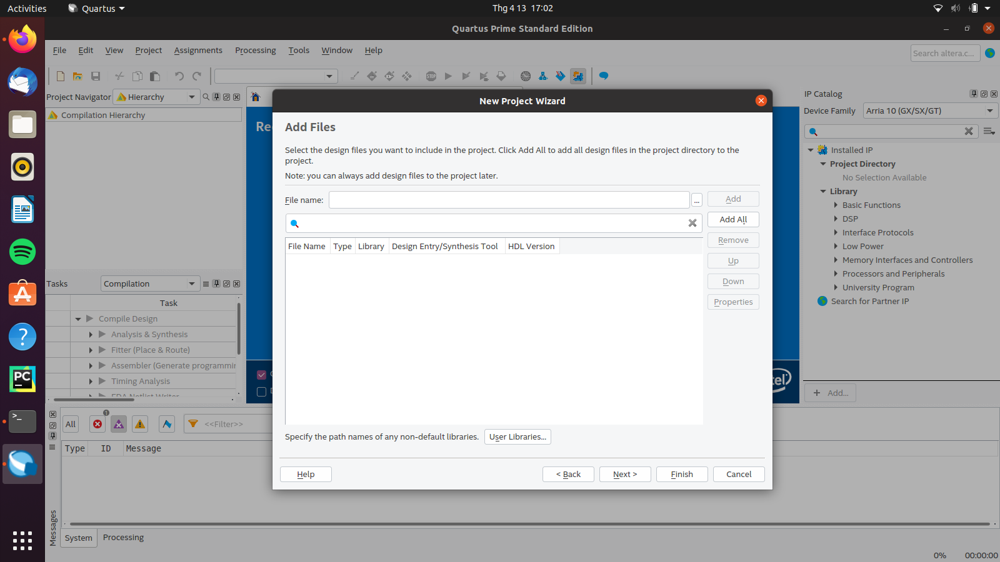 Activities
Quartus
Thg 4 13 17:02
Quartus Prime Standard Edition
File Edit View Project Assignments Processing Tools Window Help
Search altera.c...
STOP
Project Navigator
Hierarchy
Compilation Hierarchy
IP Catalog
Device Family
Arria 10 (GX/SX/GT)
Installed IP
Project Directory
No Selection Available
Library
Basic Functions
DSP
Interface Protocols
Low Power
Memory Interfaces and Controllers
Processors and Peripherals
University Program
Search for Partner IP
Add...
New Project Wizard
Add Files
Select the design files you want to include in the project. Click Add All to add all design files in the project directory to the
project.
Note: you can always add design files to the project later.
File name:
...
Add
Add All
Remove
Up
Down
Properties
File Name Type Library Design Entry/Synthesis Tool HDL Version
Specify the path names of any non-default libraries.
User Libraries...
Help
< Back
Next >
Finish
Cancel
Tasks
Compilation
Task
Compile Design
Analysis & Synthesis
Fitter (Place & Route)
Assembler (Generate programmin
Timing Analysis
EDA Netlist Writer
PC
>_
All
1
<<Filter>>
Type ID Message
Messages
System
Processing
0%
00:00:00